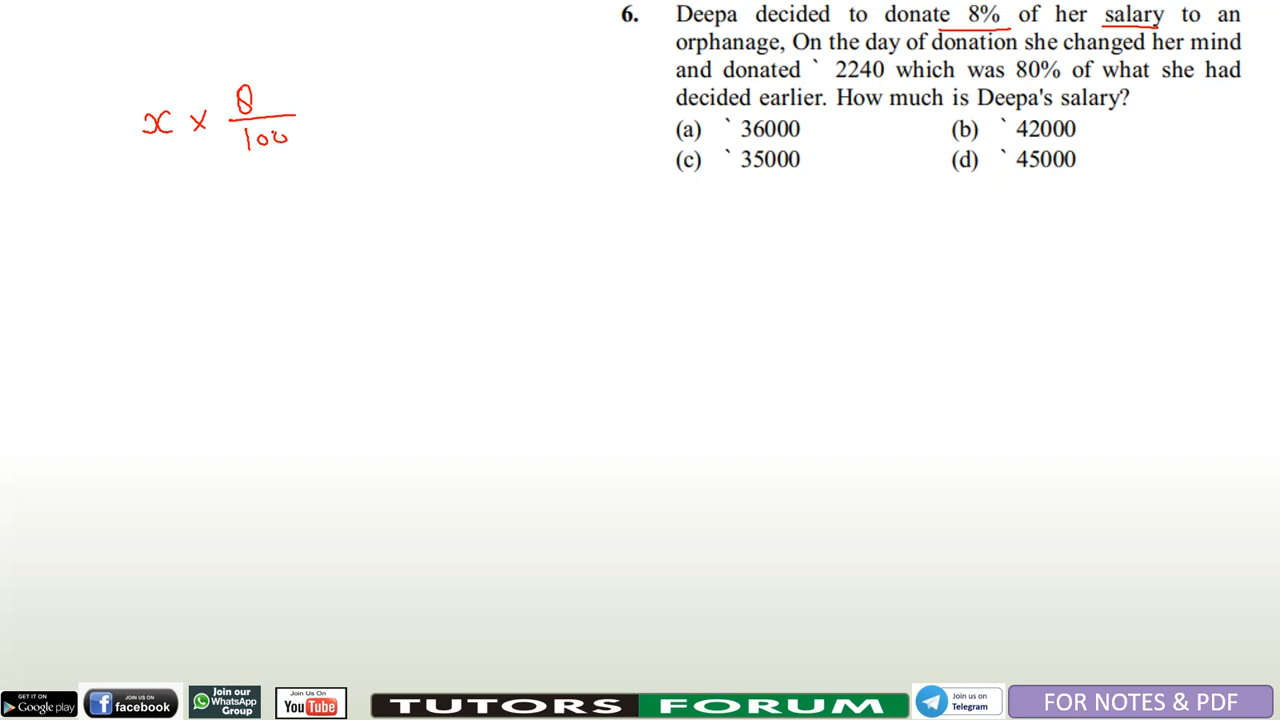 6. Deepa decided to donate 8% of her salary to an
orphanage, On the day of donation she changed her mind
and donated ` 2240 which was 80% of what she had
decided earlier. How much is Deepa's salary?
(a) ` 36000 (b) ` 42000
(c) ` 35000 (d) ` 45000
x × 8/100
GET IT ON
Google play
JOIN US ON
facebook
Join our
WhatsApp
Group
Join Us On
YouTube
TUTORS FORUM
Join us on
Telegram
FOR NOTES & PDF